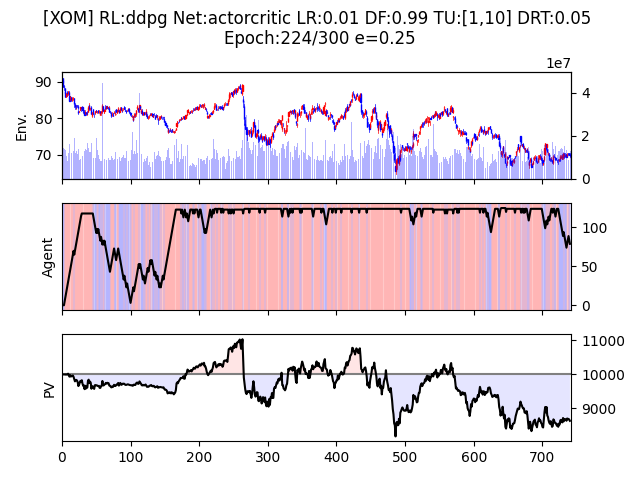 [XOM] RL:ddpg Net:actorcritic LR:0.01 DF:0.99 TU:[1,10] DRT:0.05
Epoch:224/300 e=0.25
1e7
Env.
90
80
70
4
2
0
Agent
100
50
0
PV
11000
10000
9000
0 100 200 300 400 500 600 700